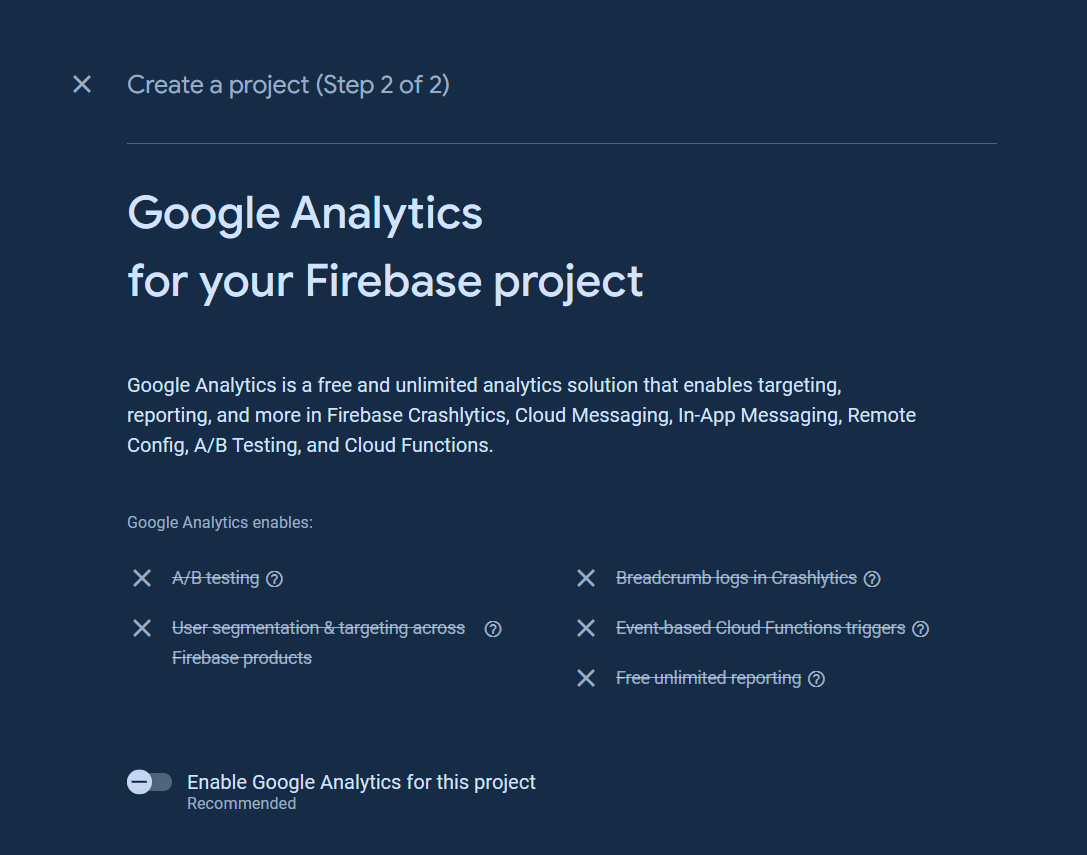 Create a project (Step 2 of 2)
Google Analytics
for your Firebase project
Google Analytics is a free and unlimited analytics solution that enables targeting,
reporting, and more in Firebase Crashlytics, Cloud Messaging, In-App Messaging, Remote
Config, A/B Testing, and Cloud Functions.
Google Analytics enables:
A/B testing
User segmentation & targeting across
Firebase products
Breadcrumb logs in Crashlytics
Event-based Cloud Functions triggers
Free unlimited reporting
Enable Google Analytics for this project
Recommended